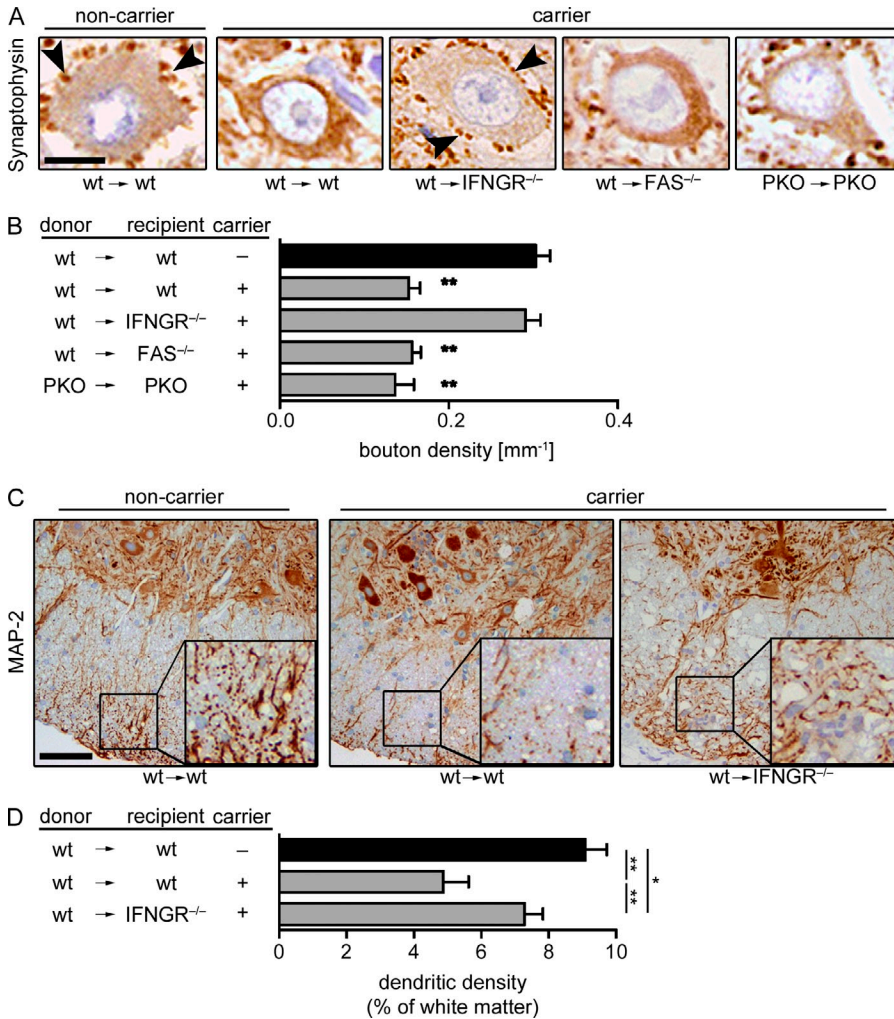 A
non-carrier carrier
Synaptophysin
wt → wt wt → wt wt → IFNGR⁻/⁻ wt → FAS⁻/⁻ PKO → PKO
B
donor recipient carrier
wt → wt –
wt → wt + **
wt → IFNGR⁻/⁻ +
wt → FAS⁻/⁻ + **
PKO → PKO + **
0.0 0.2 0.4
bouton density [mm⁻¹]
C
non-carrier carrier
MAP-2
wt → wt wt → wt wt → IFNGR⁻/⁻
D
donor recipient carrier
wt → wt –
wt → wt +
wt → IFNGR⁻/⁻ +
** ** *
0 2 4 6 8 10
dendritic density
(% of white matter)